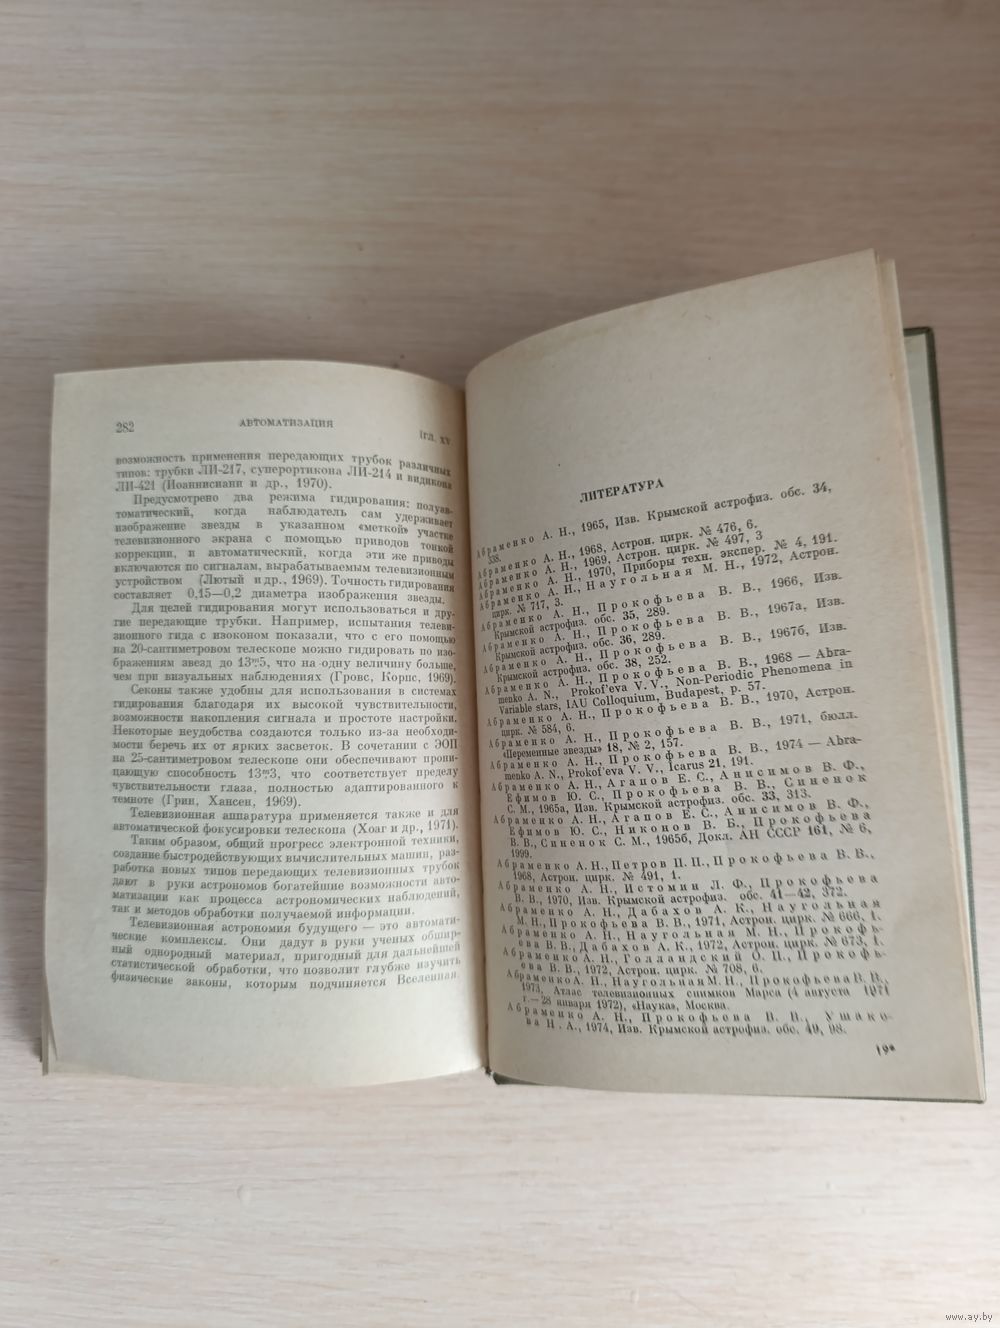 282
АВТОМАТИЗАЦИЯ
[ГЛ. XV
возможность применения передающих трубок различных
типов: трубки ЛИ-217, суперортикона ЛИ-214 и видикона
ЛИ-421 (Иоаннисиани и др., 1970).
Предусмотрено два режима гидирования: полуав-
томатический, когда наблюдатель сам удерживает
изображение звезды в указанном «меткой» участке
телевизионного экрана с помощью приводов тонкой
коррекции, и автоматический, когда эти же приводы
включаются по сигналам, вырабатываемым телевизионным
устройством (Лютый и др., 1969). Точность гидирования
составляет 0,15—0,2 диаметра изображения звезды.
Для целей гидирования могут использоваться и дру-
гие передающие трубки. Например, испытания телеви-
зионного гида с изоконом показали, что с его помощью
на 20-сантиметровом телескопе можно гидировать по изо-
бражениям звезд до 13m5, что на одну величину больше,
чем при визуальных наблюдениях (Гровс, Корпс, 1969).
Секоны также удобны для использования в системах
гидирования благодаря их высокой чувствительности,
возможности накопления сигнала и простоте настройки.
Некоторые неудобства создаются только из-за необходи-
мости беречь их от ярких засветок. В сочетании с ЭОП
на 25-сантиметровом телескопе они обеспечивают прони-
цающую способность 13m3, что соответствует пределу
чувствительности глаза, полностью адаптированного к
темноте (Грин, Хансен, 1969).
Телевизионная аппаратура применяется также и для
автоматической фокусировки телескопа (Хоаг и др., 1971).
Таким образом, общий прогресс электронной техники,
создание быстродействующих вычислительных машин, раз-
работка новых типов передающих телевизионных трубок
дают в руки астрономов богатейшие возможности авто-
матизации как процесса астрономических наблюдений,
так и методов обработки получаемой информации.
Телевизионная астрономия будущего — это автомати-
ческие комплексы. Они дадут в руки ученых обшир-
ный однородный материал, пригодный для дальнейшей
статистической обработки, что позволит глубже изучить
физические законы, которым подчиняется Вселенная.
ЛИТЕРАТУРА
Абраменко А. Н., 1965, Изв. Крымской астрофиз. обс. 34,
338.
Абраменко А. Н., 1968, Астрон. цирк. № 476, 6.
Абраменко А. Н., 1969, Астрон. цирк. № 497, 3
Абраменко А. Н., 1970, Приборы техн. экспер. № 4, 191.
Абраменко А. Н., Наугольная М. Н., 1972, Астрон.
цирк. № 717, 3.
Абраменко А. Н., Прокофьева В. В., 1966, Изв.
Крымской астрофиз. обс. 35, 289.
Абраменко А. Н., Прокофьева В. В., 1967а, Изв.
Крымской астрофиз. обс. 36, 289.
Абраменко А. Н., Прокофьева В. В., 1967б, Изв.
Крымской астрофиз. обс. 38, 252.
Абраменко А. Н., Прокофьева В. В., 1968 — Abra-
menko A. N., Prokof'eva V. V., Non-Periodic Phenomena in
Variable stars, IAU Colloquium, Budapest, p. 57.
Абраменко А. Н., Прокофьева В. В., 1970, Астрон.
цирк. № 584, 6.
Абраменко А. Н., Прокофьева В. В., 1971, бюлл.
«Переменные звезды» 18, № 2, 157.
Абраменко А. Н., Прокофьева В. В., 1974 — Abra-
menko A. N., Prokof'eva V. V., Icarus 21, 191.
Абраменко А. Н., Агапов Е. С., Анисимов В. Ф.,
Ефимов Ю. С., Прокофьева В. В., Синенок
С. М., 1965а, Изв. Крымской астрофиз. обс. 33, 313.
Абраменко А. Н., Агапов Е. С., Анисимов В. Ф.,
Ефимов Ю. С., Никонов В. Б., Прокофьева
В. В., Синенок С. М., 1965б, Докл. АН СССР 161, № 6,
1999.
Абраменко А. Н., Петров П. П., Прокофьева В. В.,
1968, Астрон. цирк. № 491, 1.
Абраменко А. Н., Истомин Л. Ф., Прокофьева
В. В., 1970, Изв. Крымской астрофиз. обс. 41—42, 372.
Абраменко А. Н., Дабахов А. К., Наугольная
М. Н., Прокофьева В. В., 1971, Астрон. цирк. № 666, 1.
Абраменко А. Н., Наугольная М. Н., Прокофь-
ева В. В., Дабахов А. К., 1972, Астрон. цирк. № 673, 1.
Абраменко А. Н., Голландский О. П., Прокофь-
ева В. В., 1972, Астрон. цирк. № 708, 6.
Абраменко А. Н., Наугольная М. Н., Прокофьева В. В.,
1973, Атлас телевизионных снимков Марса (4 августа 1971
г.— 28 января 1972), «Наука», Москва.
Абраменко А. Н., Прокофьева В. В., Ушако-
ва Н. А., 1974, Изв. Крымской астрофиз. обс. 49, 98.
19*
www.ay.by